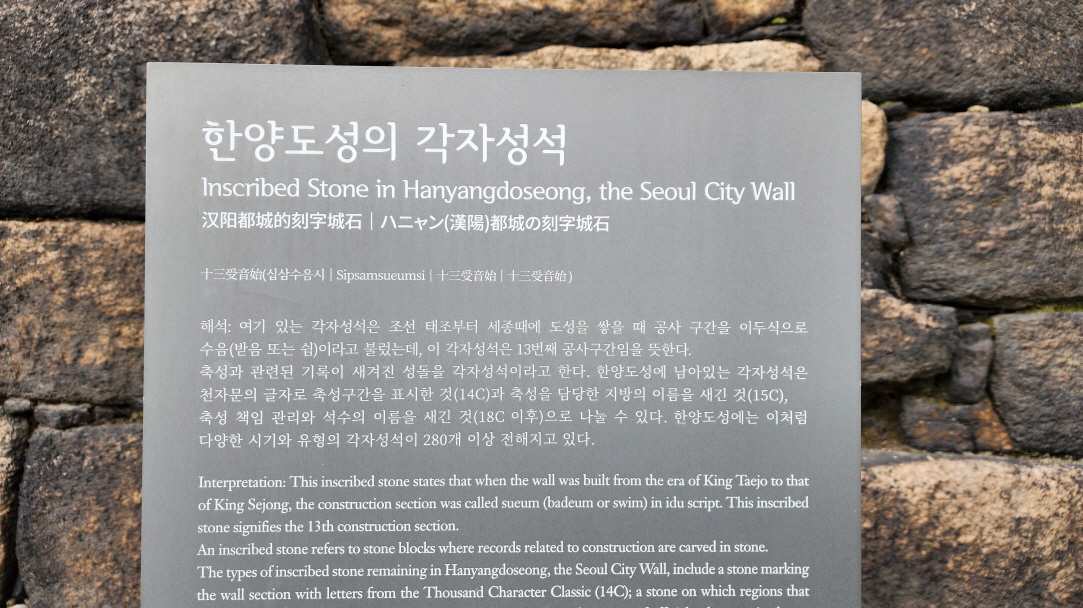 한양도성의 각자성석
Inscribed Stone in Hanyangdoseong, the Seoul City Wall
汉阳都城的刻字城石 | ハニャン(漢陽)都城の刻字城石
十三受音始(십삼수음시 | Sipsamsueumsi | 十三受音始 | 十三受音始)
해석: 여기 있는 각자성석은 조선 태조부터 세종때에 도성을 쌓을 때 공사 구간을 이두식으로
수음(받음 또는 쉼)이라고 불렀는데, 이 각자성석은 13번째 공사구간임을 뜻한다.
축성과 관련된 기록이 새겨진 성돌을 각자성석이라고 한다. 한양도성에 남아있는 각자성석은
천자문의 글자로 축성구간을 표시한 것(14C)과 축성을 담당한 지방의 이름을 새긴 것(15C),
축성 책임 관리와 석수의 이름을 새긴 것(18C 이후)으로 나눌 수 있다. 한양도성에는 이처럼
다양한 시기와 유형의 각자성석이 280개 이상 전해지고 있다.
Interpretation: This inscribed stone states that when the wall was built from the era of King Taejo to that
of King Sejong, the construction section was called sueum (badeum or swim) in idu script. This inscribed
stone signifies the 13th construction section.
An inscribed stone refers to stone blocks where records related to construction are carved in stone.
The types of inscribed stone remaining in Hanyangdoseong, the Seoul City Wall, include a stone marking
the wall section with letters from the Thousand Character Classic (14C); a stone on which regions that